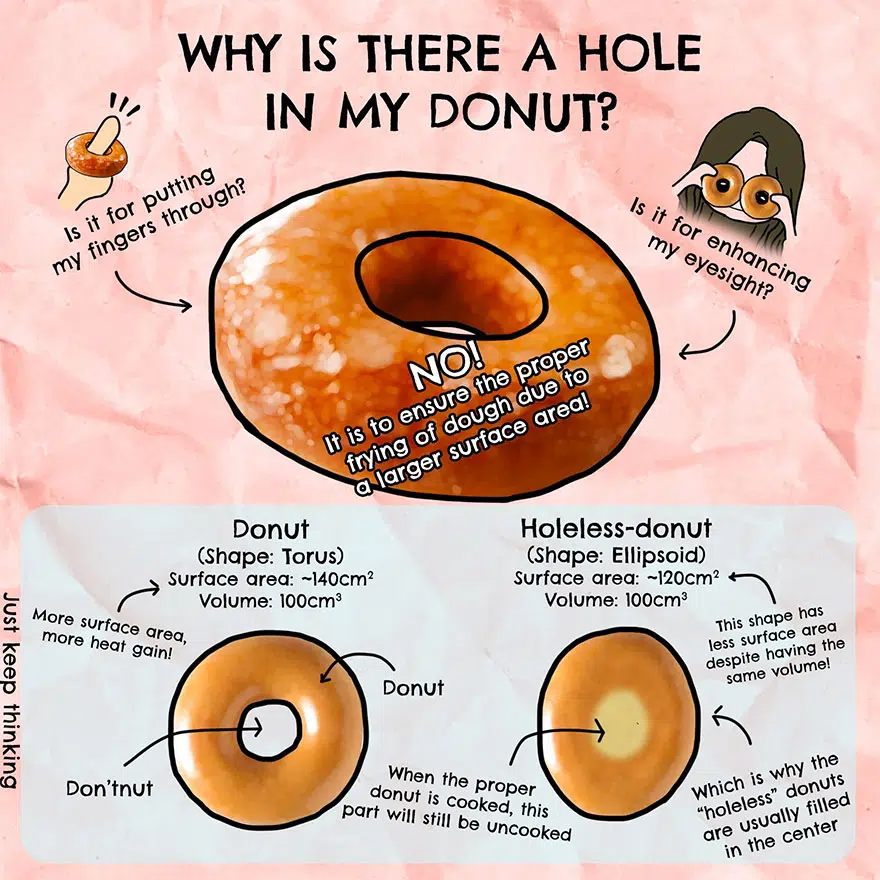 WHY IS THERE A HOLE
IN MY DONUT?
Is it for putting
my fingers through?
Is it for enhancing
my eyesight?
NO!
It is to ensure the proper
frying of dough due to
a larger surface area!
Donut
(Shape: Torus)
Surface area: ~140cm²
Volume: 100cm³
More surface area,
more heat gain!
Donut
Don'tnut
Holeless-donut
(Shape: Ellipsoid)
Surface area: ~120cm²
Volume: 100cm³
This shape has
less surface area
despite having the
same volume!
When the proper
donut is cooked, this
part will still be uncooked
Which is why the
"holeless" donuts
are usually filled
in the center
Just keep thinking